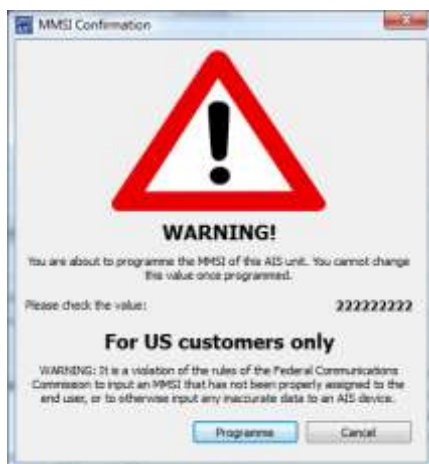 MMSI Confirmation
WARNING!
You are about to programme the MMSI of this AIS unit. You cannot change
this value once programmed.
Please check the value:
222222222
For US customers only
WARNING: It is a violation of the rules of the Federal Communications
Commission to input an MMSI that has not been properly assigned to the
end user, or to otherwise input any inaccurate data to an AIS device.
Programme
Cancel